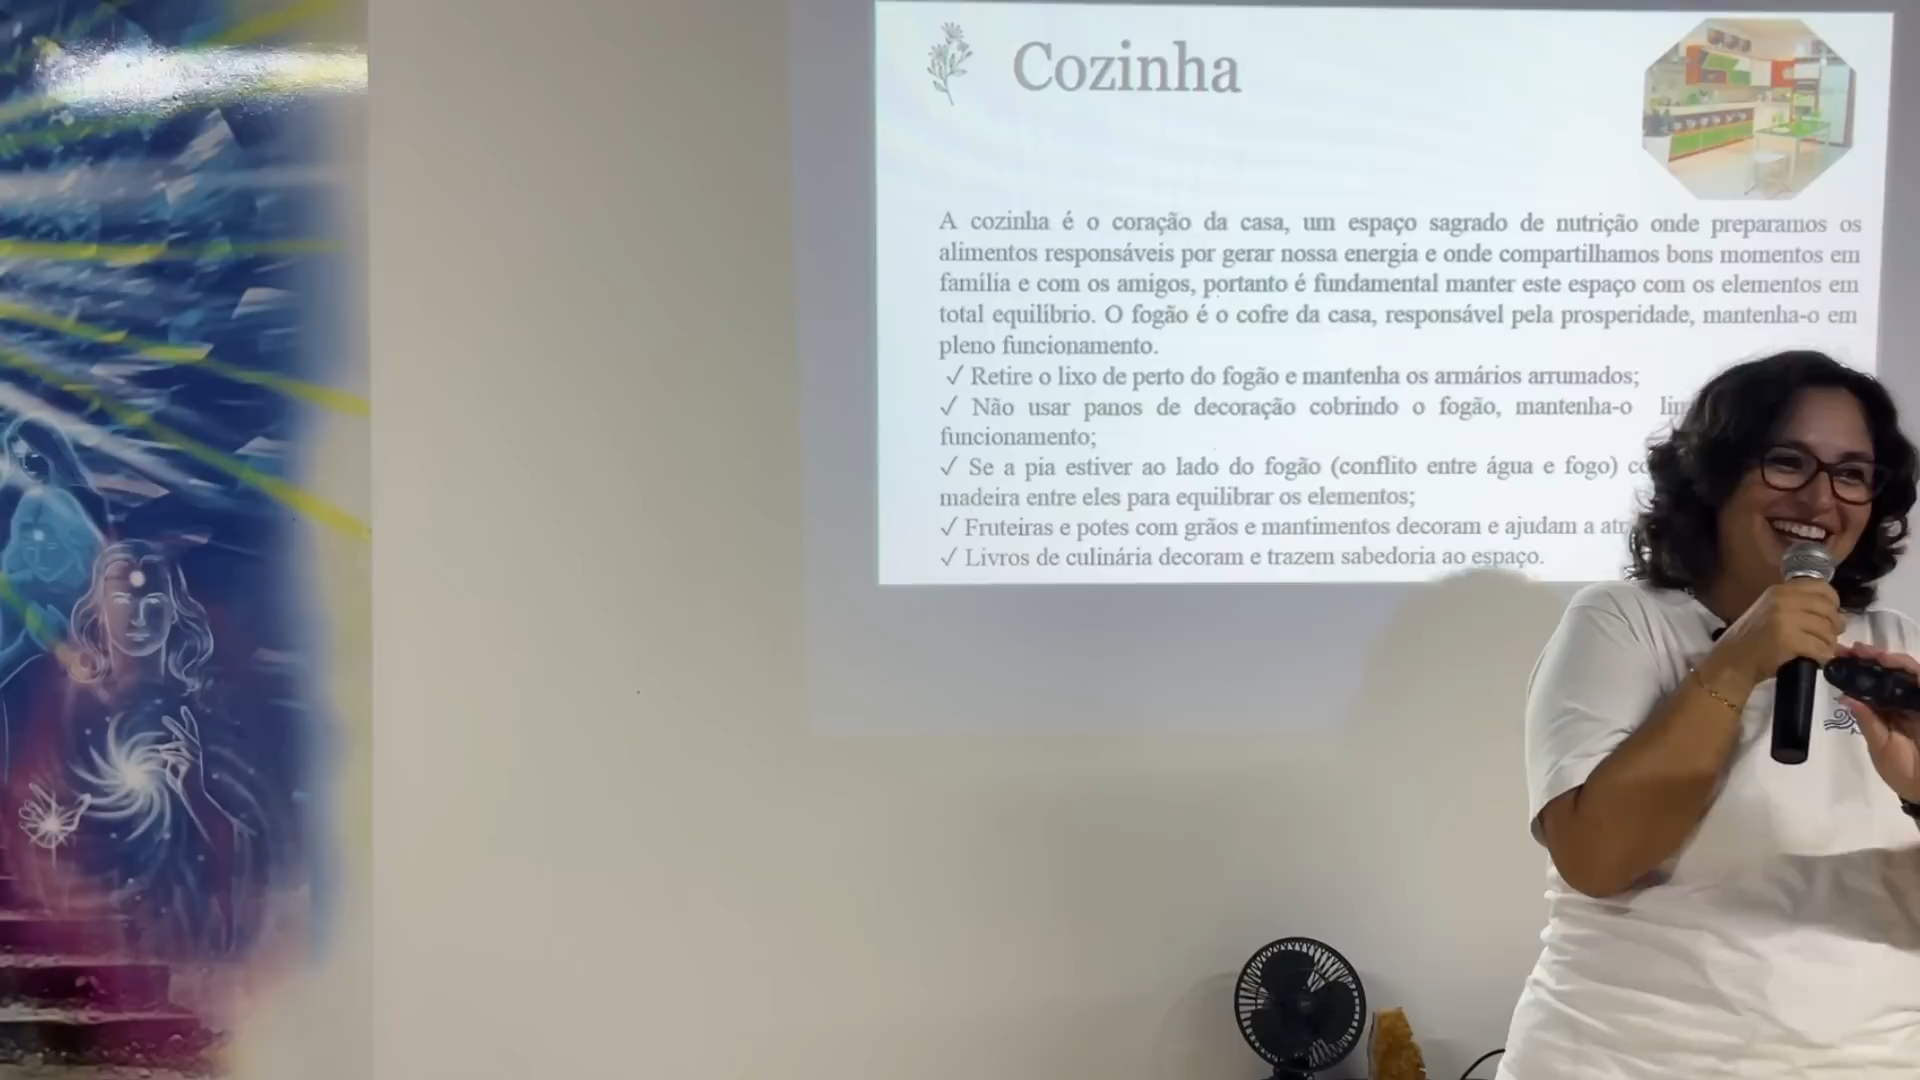 Cozinha
A cozinha é o coração da casa, um espaço sagrado de nutrição onde preparamos os
alimentos responsáveis por gerar nossa energia e onde compartilhamos bons momentos em
família e com os amigos, portanto é fundamental manter este espaço com os elementos em
total equilíbrio. O fogão é o cofre da casa, responsável pela prosperidade, mantenha-o em
pleno funcionamento.
✓ Retire o lixo de perto do fogão e mantenha os armários arrumados;
✓ Não usar panos de decoração cobrindo o fogão, mantenha-o
funcionamento;
✓ Se a pia estiver ao lado do fogão (conflito entre água e fogo)
madeira entre eles para equilibrar os elementos;
✓ Fruteiras e potes com grãos e mantimentos decoram e ajudam a
✓ Livros de culinária decoram e trazem sabedoria ao espaço.